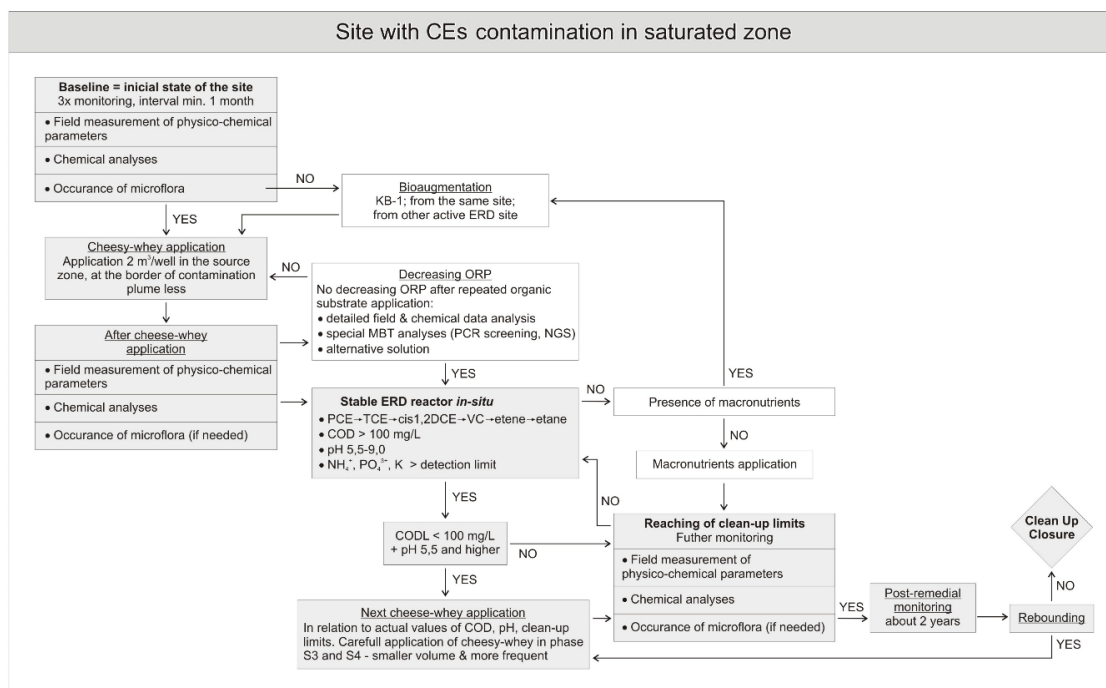 Site with CEs contamination in saturated zone
Baseline = inicial state of the site
3x monitoring, interval min. 1 month
• Field measurement of physico-chemical
parameters
• Chemical analyses
• Occurance of microflora
NO
Bioaugmentation
KB-1; from the same site;
from other active ERD site
YES
Cheesy-whey application
Application 2 m³/well in the source
zone, at the border of contamination
plume less
NO
Decreasing ORP
No decreasing ORP after repeated organic
substrate application:
• detailed field & chemical data analysis
• special MBT analyses (PCR screening, NGS)
• alternative solution
After cheese-whey
application
• Field measurement of physico-chemical
parameters
• Chemical analyses
• Occurance of microflora (if needed)
YES
Stable ERD reactor in-situ
• PCE→TCE→cis1,2DCE→VC→etene→etane
• COD > 100 mg/L
• pH 5,5-9,0
• NH₄⁺, PO₄³⁺, K > detection limit
NO
YES
Presence of macronutrients
NO
Macronutrients application
NO
YES
CODL < 100 mg/L
+ pH 5,5 and higher
NO
Reaching of clean-up limits
Futher monitoring
• Field measurement of
physico-chemical parameters
• Chemical analyses
• Occurance of microflora (if needed)
YES
Next cheese-whey application
In relation to actual values of COD, pH, clean-up
limits. Carefull application of cheesy-whey in phase
S3 and S4 - smaller volume & more frequent
YES
Post-remedial
monitoring
about 2 years
Clean Up
Closure
NO
Rebounding
YES